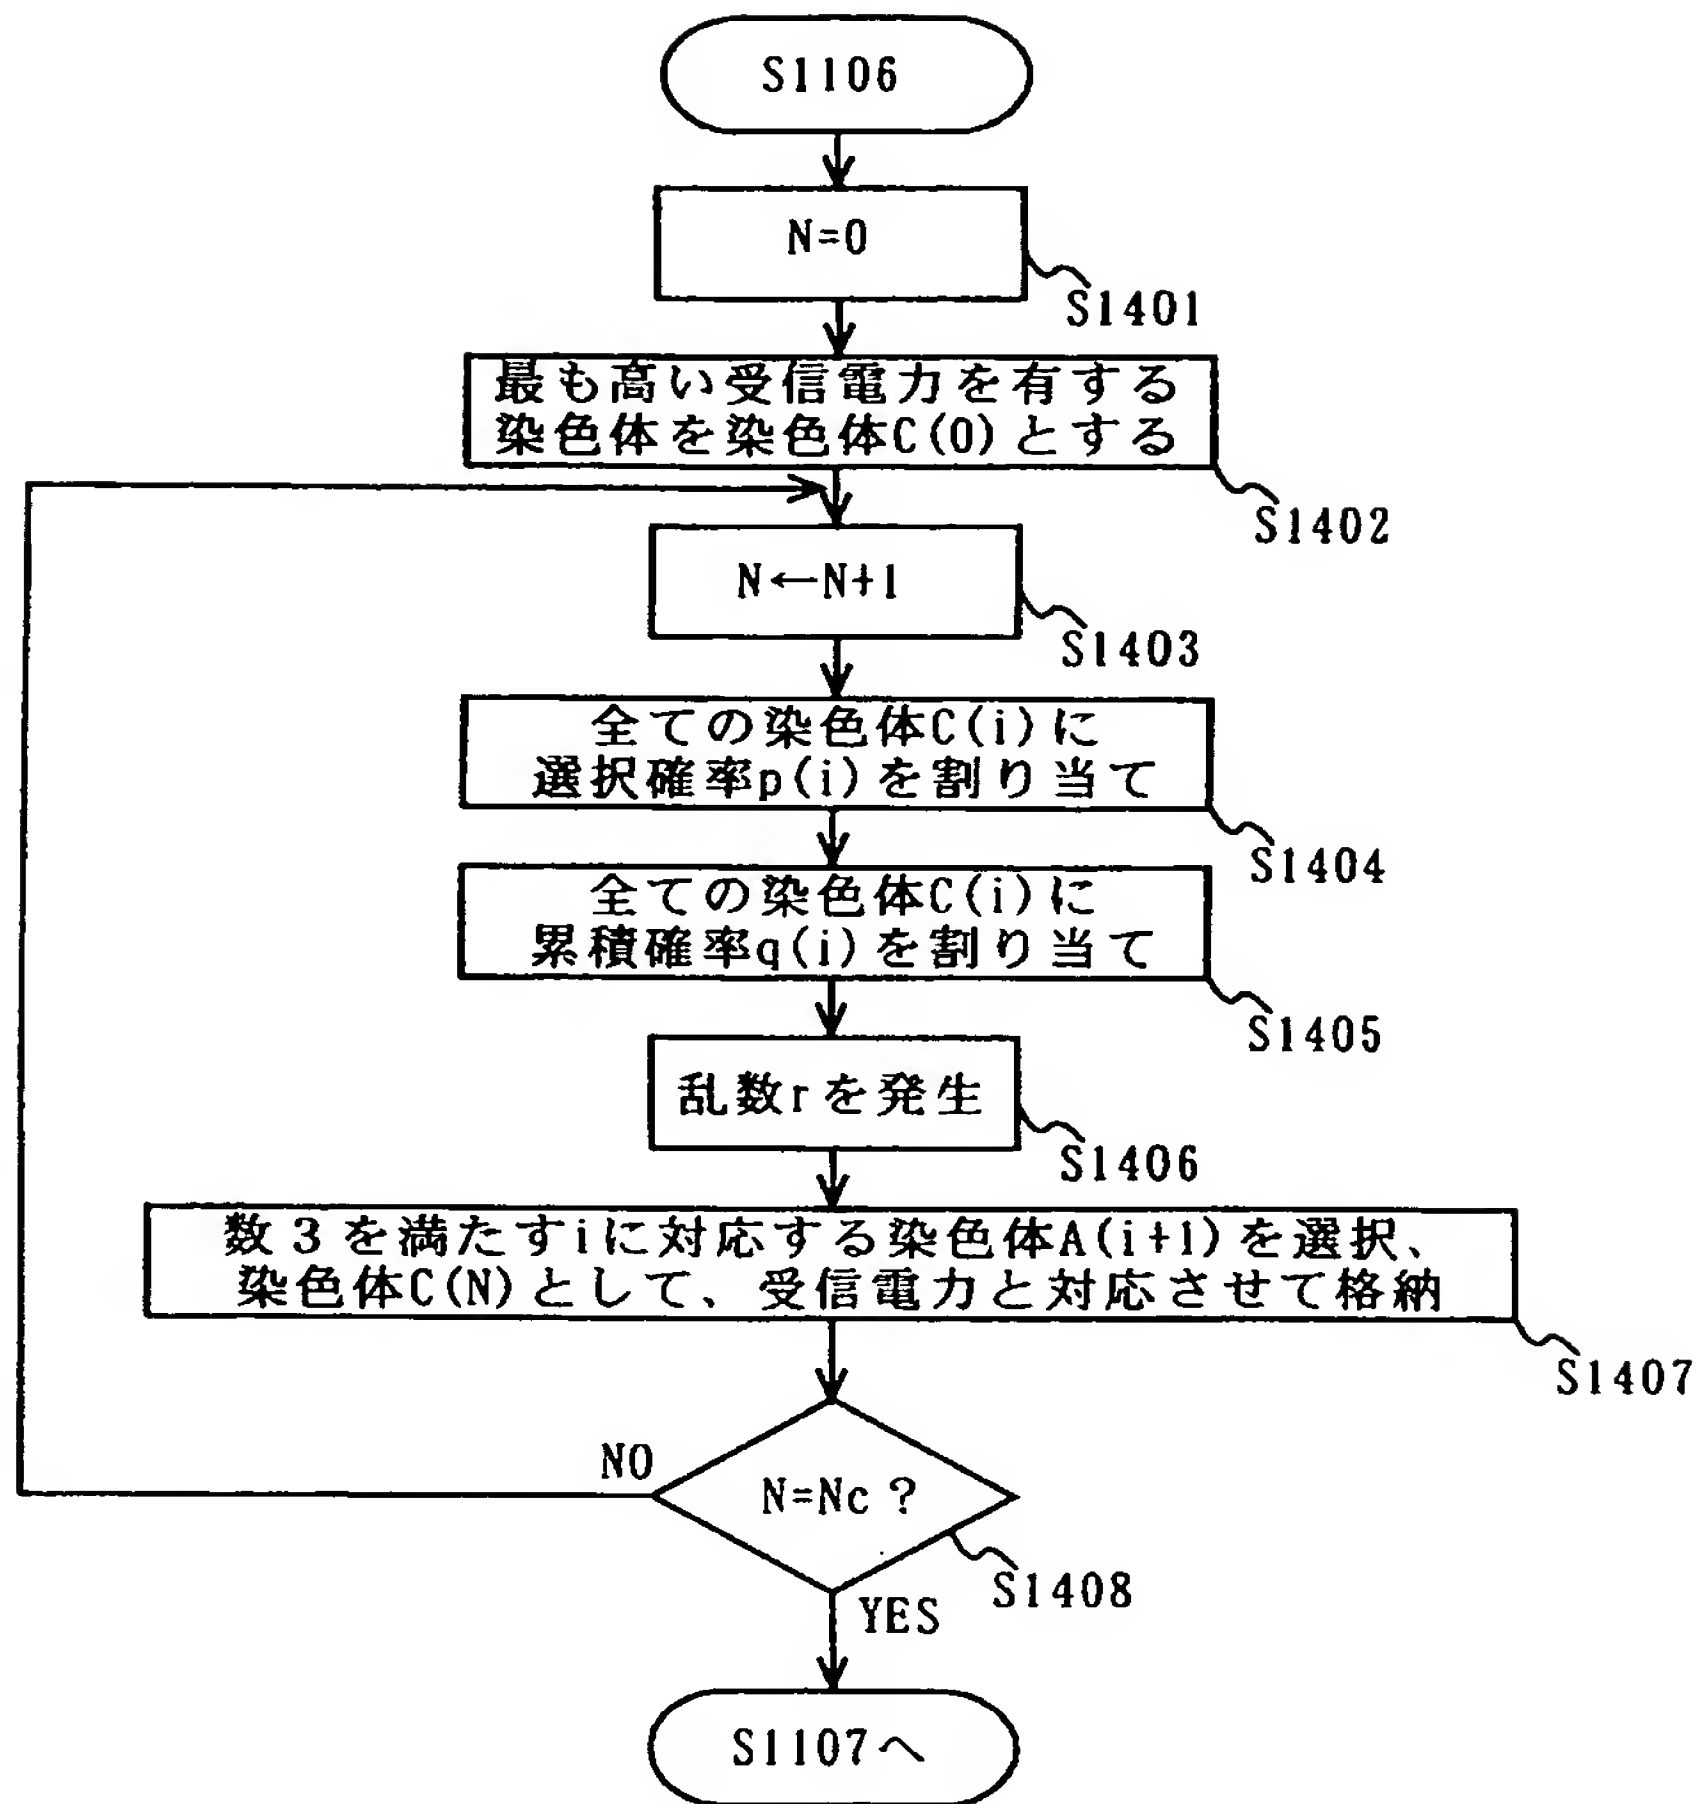 S1106
N=0
S1401
最も高い受信電力を有する
染色体を染色体C(0)とする
S1402
N←N+1
S1403
全ての染色体C(i)に
選択確率p(i)を割り当て
S1404
全ての染色体C(i)に
累積確率q(i)を割り当て
S1405
乱数rを発生
S1406
数３を満たすiに対応する染色体A(i+1)を選択、
染色体C(N)として、受信電力と対応させて格納
S1407
NO
N=Nc？
S1408
YES
S1107へ